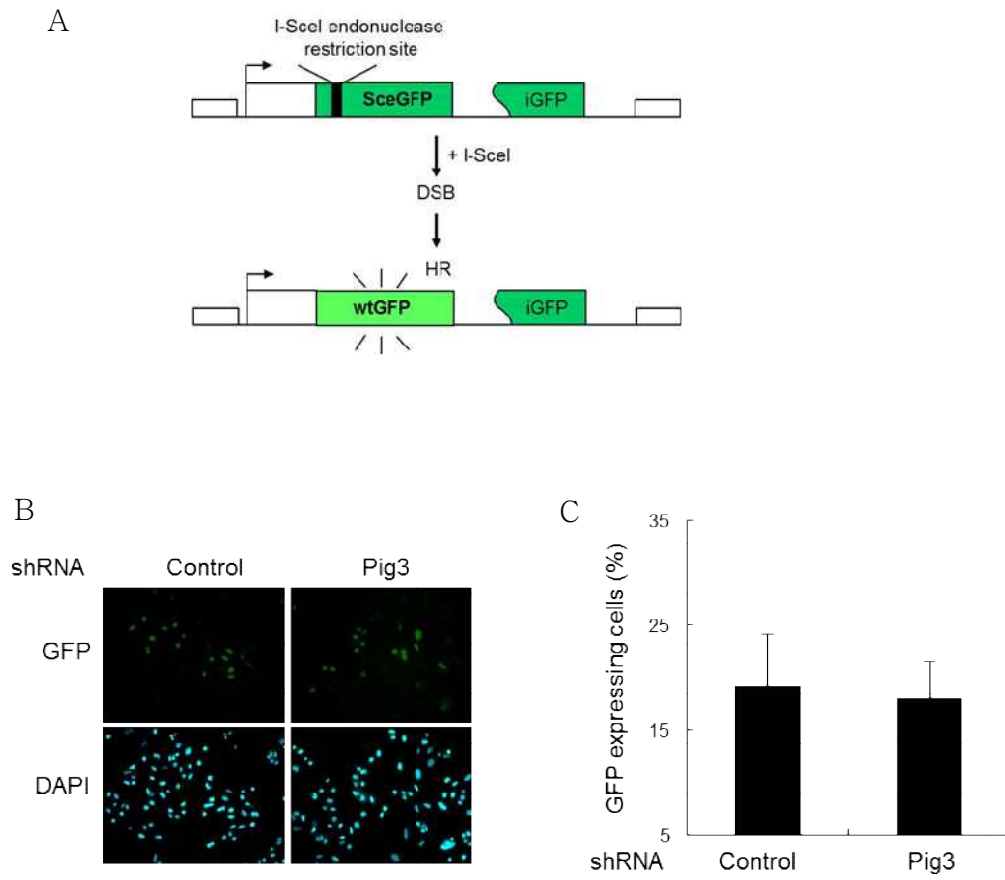 A
I-SceI endonuclease
restriction site
SceGFP
iGFP
+ I-SceI
DSB
HR
wtGFP
iGFP
B
shRNA Control Pig3
GFP
DAPI
C
GFP expressing cells (%)
35
25
15
5
shRNA Control Pig3